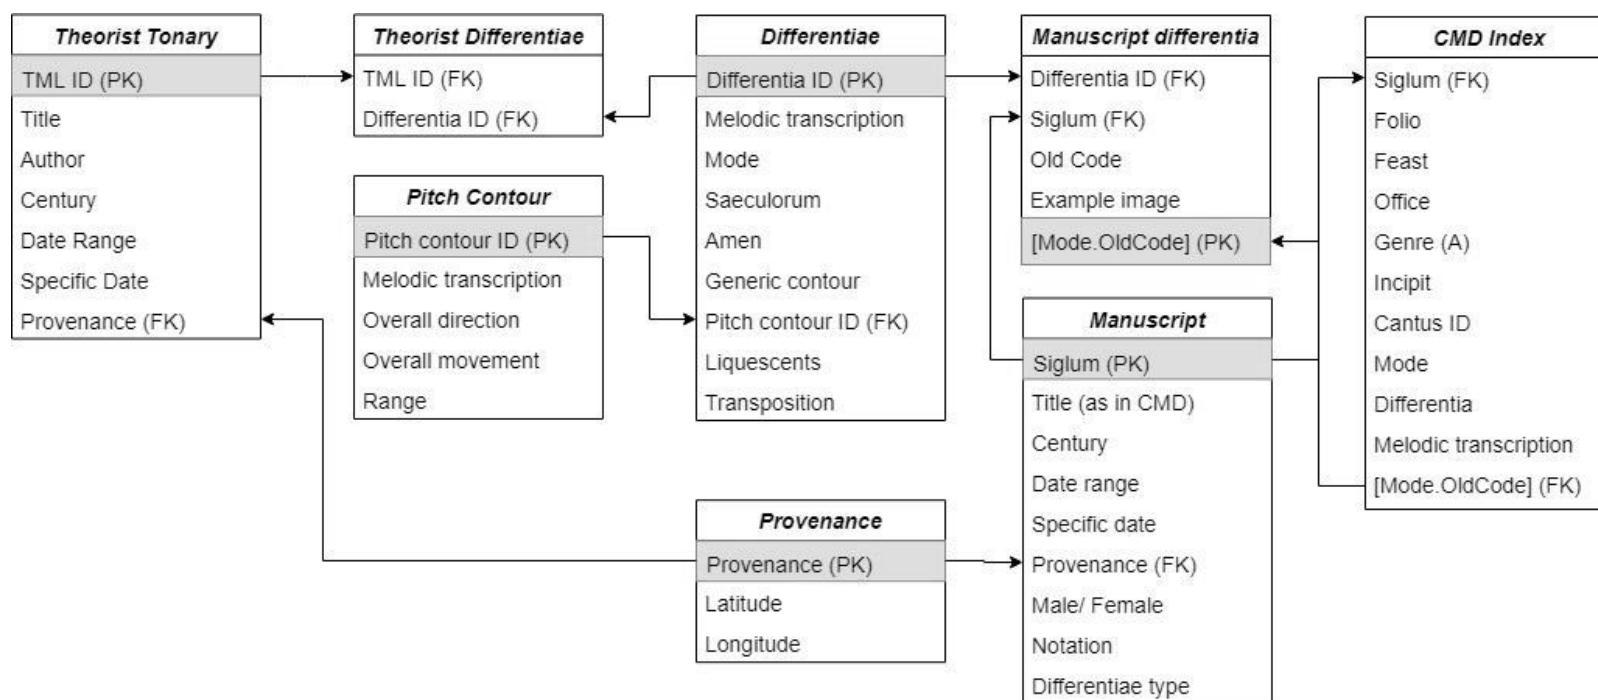 Theorist Tonary
TML ID (PK)
Title
Author
Century
Date Range
Specific Date
Provenance (FK)
Theorist Differentiae
TML ID (FK)
Differentia ID (FK)
Pitch Contour
Pitch contour ID (PK)
Melodic transcription
Overall direction
Overall movement
Range
Differentiae
Differentia ID (PK)
Melodic transcription
Mode
Saeculorum
Amen
Generic contour
Pitch contour ID (FK)
Liquescents
Transposition
Provenance
Provenance (PK)
Latitude
Longitude
Manuscript differentia
Differentia ID (FK)
Siglum (FK)
Old Code
Example image
[Mode.OldCode] (PK)
Manuscript
Siglum (PK)
Title (as in CMD)
Century
Date range
Specific date
Provenance (FK)
Male/ Female
Notation
Differentiae type
CMD Index
Siglum (FK)
Folio
Feast
Office
Genre (A)
Incipit
Cantus ID
Mode
Differentia
Melodic transcription
[Mode.OldCode] (FK)